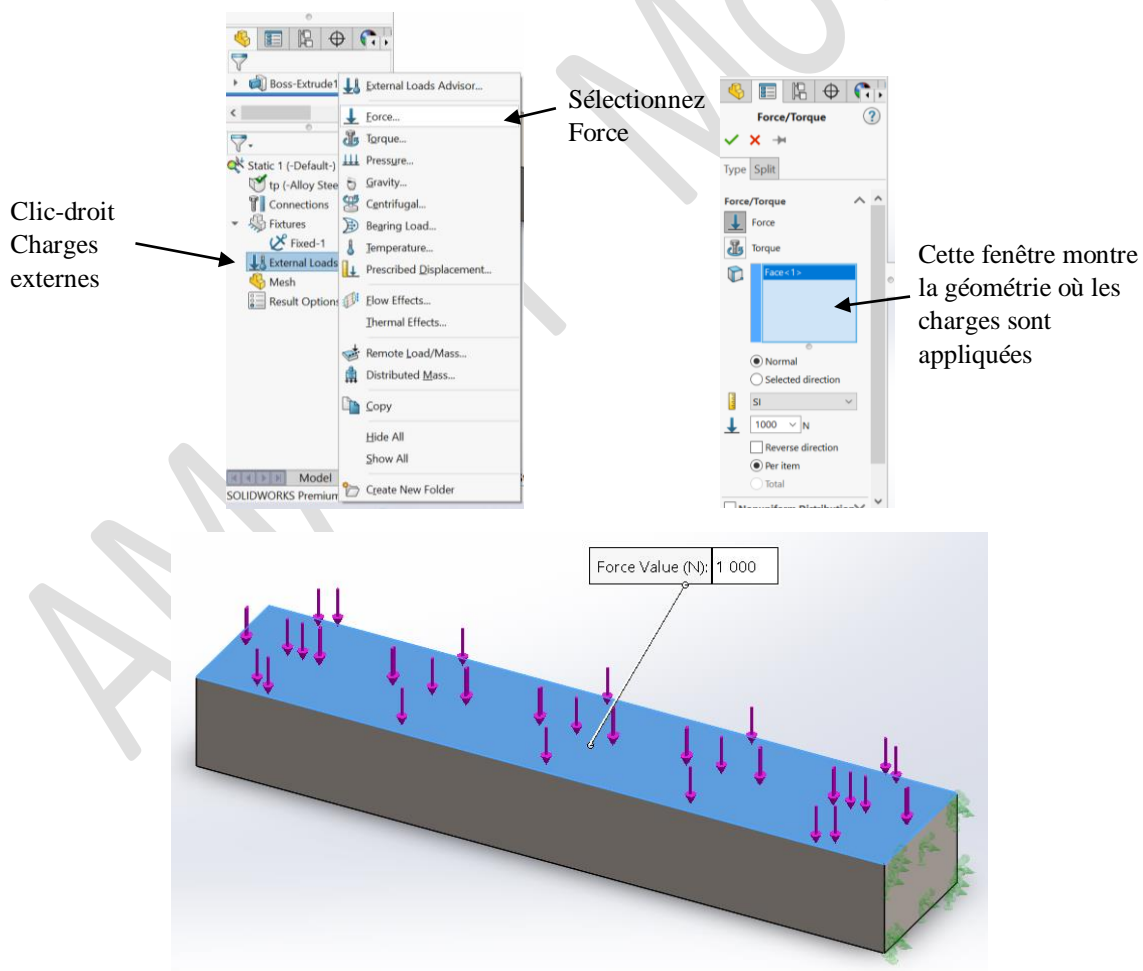 Boss-Extrude1
Static 1 (-Default-)
tp (-Alloy Stee
Connections
Fixtures
Fixed-1
External Loads
Mesh
Result Options
Model
SOLIDWORKS Premium
External Loads Advisor...
Force...
Torque...
Pressure...
Gravity...
Centrifugal...
Bearing Load...
Temperature...
Prescribed Displacement...
Flow Effects...
Thermal Effects...
Remote Load/Mass...
Distributed Mass...
Copy
Hide All
Show All
Create New Folder
Clic-droit
Charges
externes
Sélectionnez
Force
Force/Torque
Type Split
Force/Torque
Force
Torque
Face<1>
Normal
Selected direction
SI
1000 N
Reverse direction
Per item
Total
Cette fenêtre montre
la géométrie où les
charges sont
appliquées
Force Value (N): 1 000